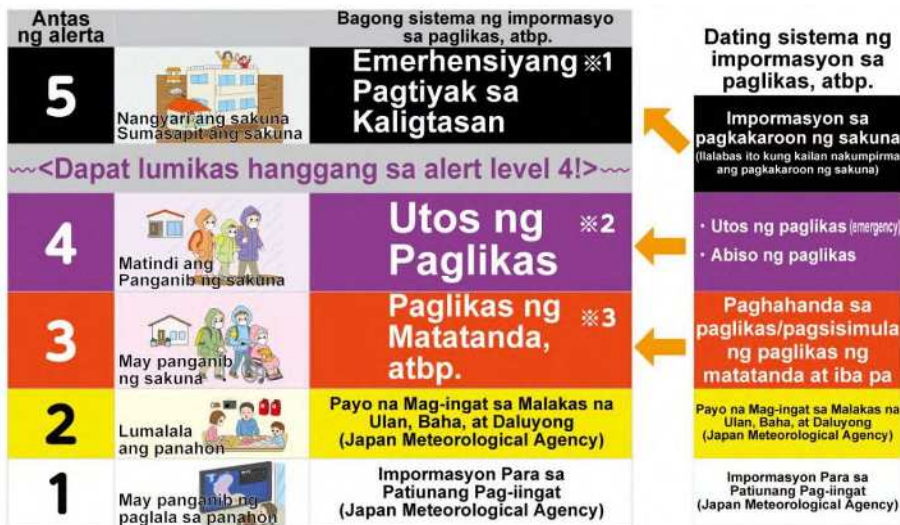 Antas
ng alerta
Bagong sistema ng impormasyo
sa paglikas, atbp.
5
Nangyari ang sakuna
Sumasapit ang sakuna
Emerhensiyang ※1
Pagtiyak sa
Kaligtasan
<Dapat lumikas hanggang sa alert level 4!>
4
Matindi ang
Panganib ng sakuna
Utos ng ※2
Paglikas
3
May panganib
ng sakuna
Paglikas ng ※3
Matatanda,
atbp.
2
Lumalala
ang panahon
Payo na Mag-ingat sa Malakas na
Ulan, Baha, at Daluyong
(Japan Meteorological Agency)
1
May panganib ng
paglala sa panahon
Impormasyon Para sa
Patiunang Pag-iingat
(Japan Meteorological Agency)
Dating sistema ng
impormasyon sa
paglikas, atbp.
Impormasyon sa
pagkakaroon ng sakuna
(Ilalabas ito kung kailan nakumpirma
ang pagkakaroon ng sakuna)
・Utos ng paglikas (emergency)
・Abiso ng paglikas
Paghahanda sa
paglikas/pagsisimula
ng paglikas ng
matatanda at iba pa
Payo na Mag-ingat sa Malakas na
Ulan, Baha, at Daluyong
(Japan Meteorological Agency)
Impormasyon Para sa
Patiunang Pag-iingat
(Japan Meteorological Agency)